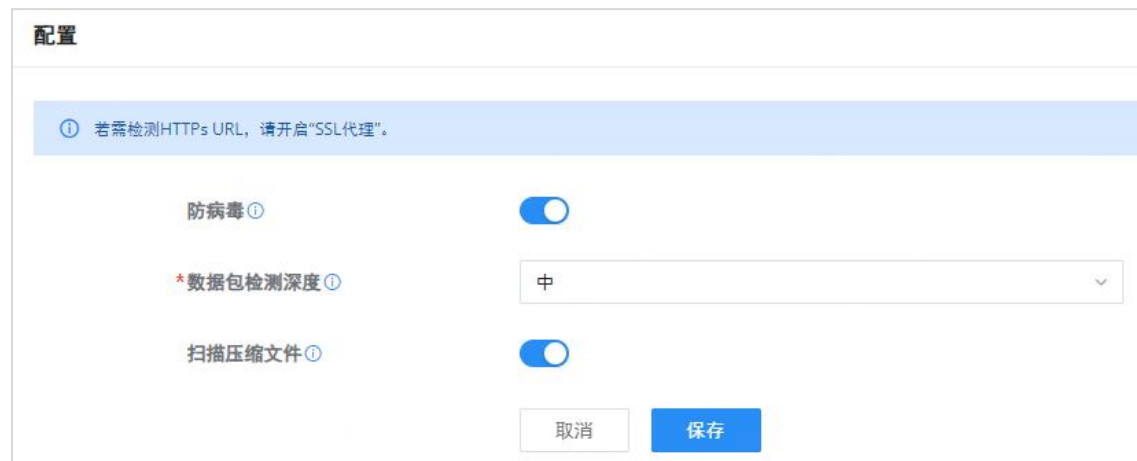 配置
若需检测HTTPs URL，请开启“SSL代理”。
防病毒
*数据包检测深度 中
扫描压缩文件
取消 保存